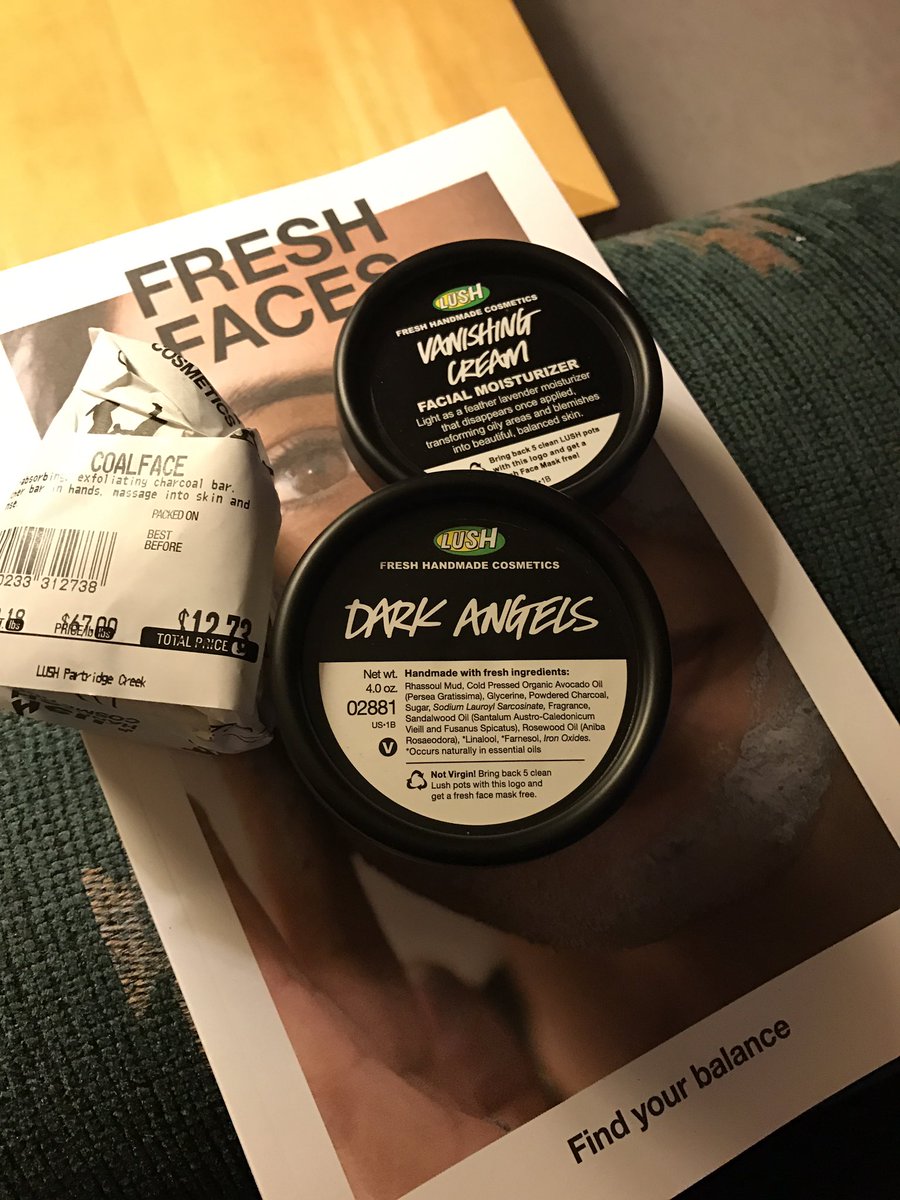 FRESH
FACES
LUSH
FRESH HANDMADE COSMETICS
VANISHING
CREAM
FACIAL MOISTURIZER
Light as a feather lavender moisturizer
that disappears once applied,
transforming oily areas and blemishes
into beautiful, balanced skin.
Bring back 5 clean LUSH pots
with this logo and get a
Face Mask free!
COSMETICS
COALFACE
exfoliating charcoal bar.
bar in hands, massage into skin and
PACKED ON
BEST
BEFORE
0233 312738
lbs
$67.00
PRICE/lb lbs
$12.73
TOTAL PRICE
LUSH Partridge Creek
LUSH
FRESH HANDMADE COSMETICS
DARK ANGELS
Net wt.
4.0 oz.
02881
US-1B
V
Handmade with fresh ingredients:
Rhassoul Mud, Cold Pressed Organic Avocado Oil
(Persea Gratissima), Glycerine, Powdered Charcoal,
Sugar, Sodium Lauroyl Sarcosinate, Fragrance,
Sandalwood Oil (Santalum Austro-Caledonicum
Vieill and Fusanus Spicatus), Rosewood Oil (Aniba
Rosaeodora), *Linalool, *Farnesol, Iron Oxides.
*Occurs naturally in essential oils
Not Virgin! Bring back 5 clean
Lush pots with this logo and
get a fresh face mask free.
Find your balance